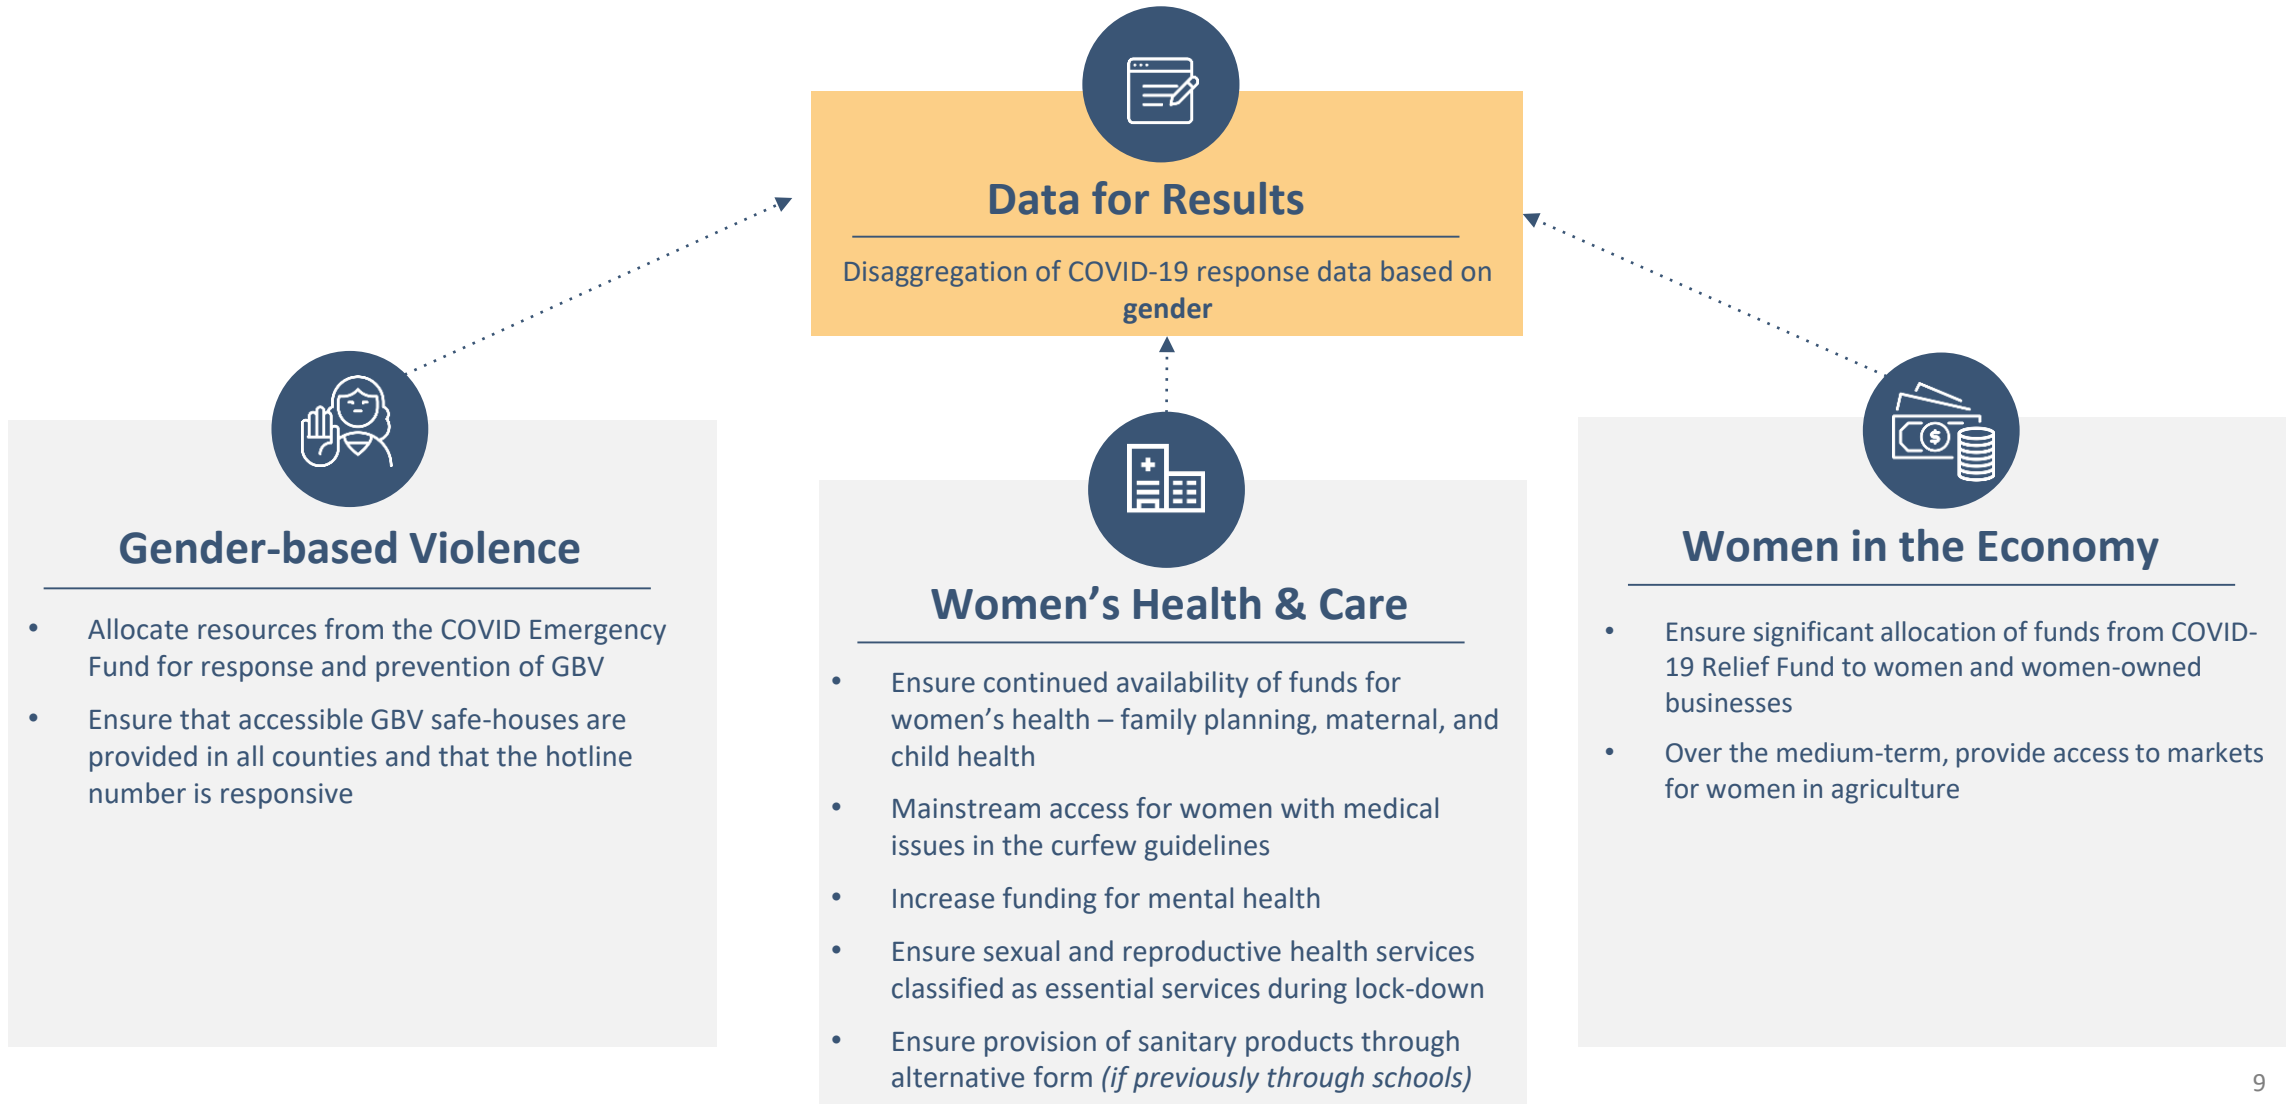 Data for Results
Disaggregation of COVID-19 response data based on
gender
Gender-based Violence
• Allocate resources from the COVID Emergency
Fund for response and prevention of GBV
• Ensure that accessible GBV safe-houses are
provided in all counties and that the hotline
number is responsive
Women’s Health & Care
• Ensure continued availability of funds for
women’s health – family planning, maternal, and
child health
• Mainstream access for women with medical
issues in the curfew guidelines
• Increase funding for mental health
• Ensure sexual and reproductive health services
classified as essential services during lock-down
• Ensure provision of sanitary products through
alternative form (if previously through schools)
Women in the Economy
• Ensure significant allocation of funds from COVID-
19 Relief Fund to women and women-owned
businesses
• Over the medium-term, provide access to markets
for women in agriculture
9